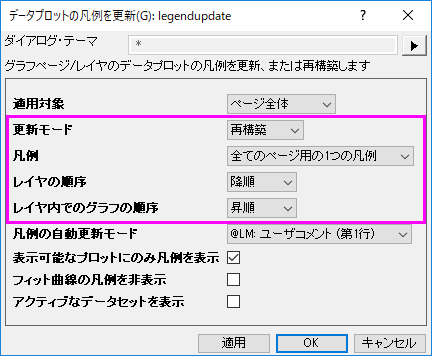 データプロットの凡例を更新(G): legendupdate
ダイアログ・テーマ *
グラフページ/レイヤのデータプロットの凡例を更新、または再構築します
適用対象 ページ全体
更新モード 再構築
凡例 全てのページ用の1つの凡例
レイヤの順序 降順
レイヤ内でのグラフの順序 昇順
凡例の自動更新モード @LM: ユーザコメント (第1行)
表示可能なプロットにのみ凡例を表示
フィット曲線の凡例を非表示
アクティブなデータセットを表示
適用 OK キャンセル